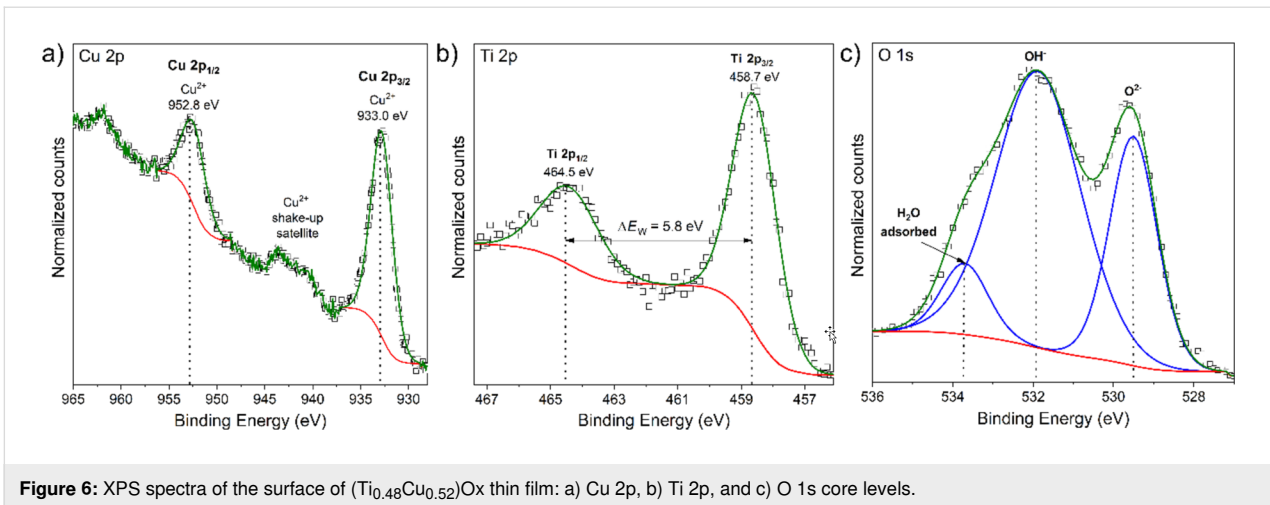 a) Cu 2p
Cu 2p1/2
Cu2+
952.8 eV
Cu 2p3/2
Cu2+
933.0 eV
Cu2+
shake-up
satellite
Normalized counts
965 960 955 950 945 940 935 930
Binding Energy (eV)
b) Ti 2p
Ti 2p3/2
458.7 eV
Ti 2p1/2
464.5 eV
ΔEW = 5.8 eV
Normalized counts
467 465 463 461 459 457
Binding Energy (eV)
c) O 1s
OH-
O2-
H2O
adsorbed
Normalized counts
536 534 532 530 528
Binding Energy (eV)
Figure 6: XPS spectra of the surface of (Ti0.48Cu0.52)Ox thin film: a) Cu 2p, b) Ti 2p, and c) O 1s core levels.